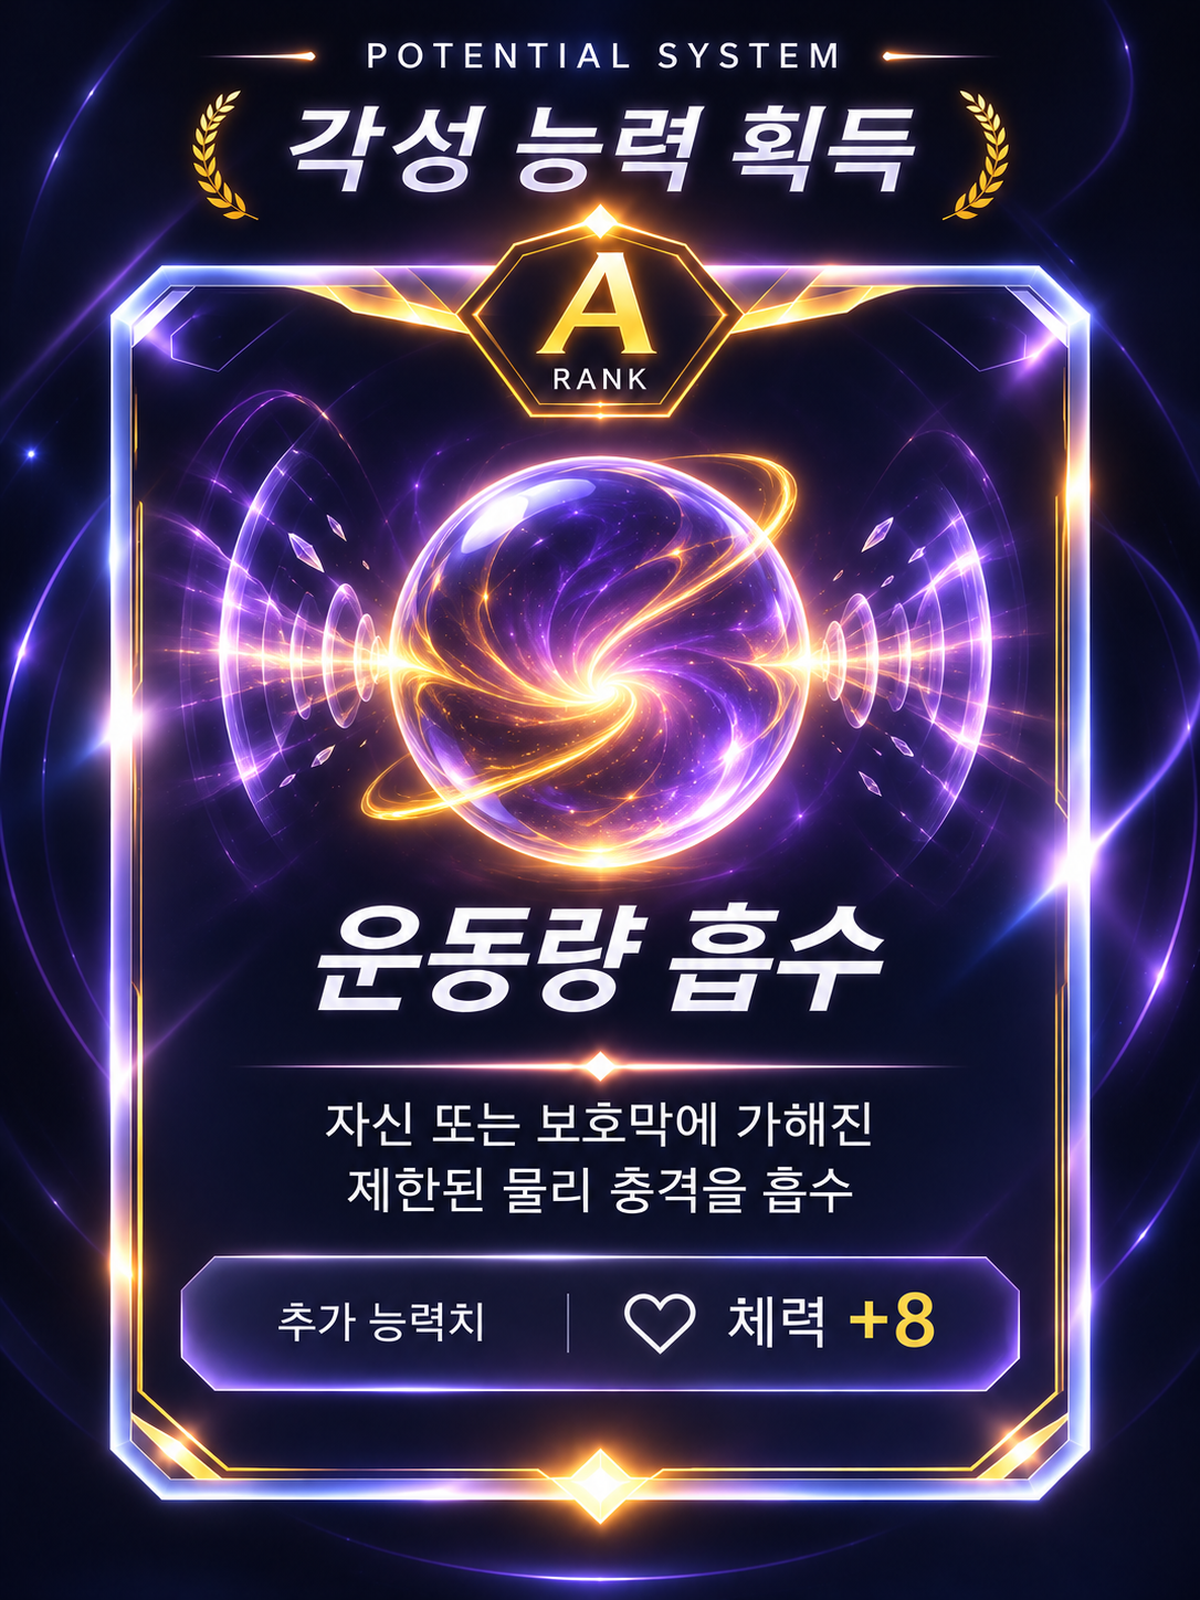 POTENTIAL SYSTEM
각성 능력 획득
A
RANK
운동량 흡수
자신 또는 보호막에 가해진
제한된 물리 충격을 흡수
추가 능력치
체력 +8